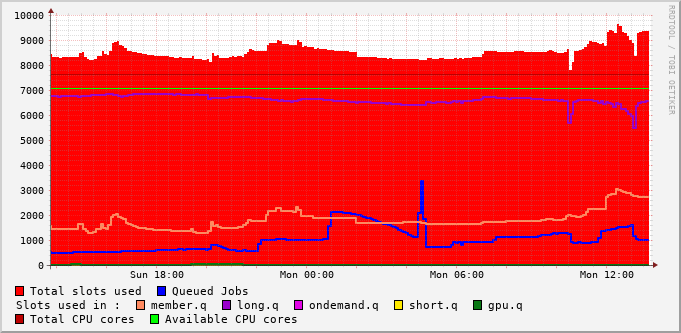 10000
9000
8000
7000
6000
5000
4000
3000
2000
1000
0
Sun 18:00 Mon 00:00 Mon 06:00 Mon 12:00
Total slots used Queued Jobs
Slots used in : member.q long.q ondemand.q short.q gpu.q
Total CPU cores Available CPU cores
RRDTOOL / TOBI OETIKER